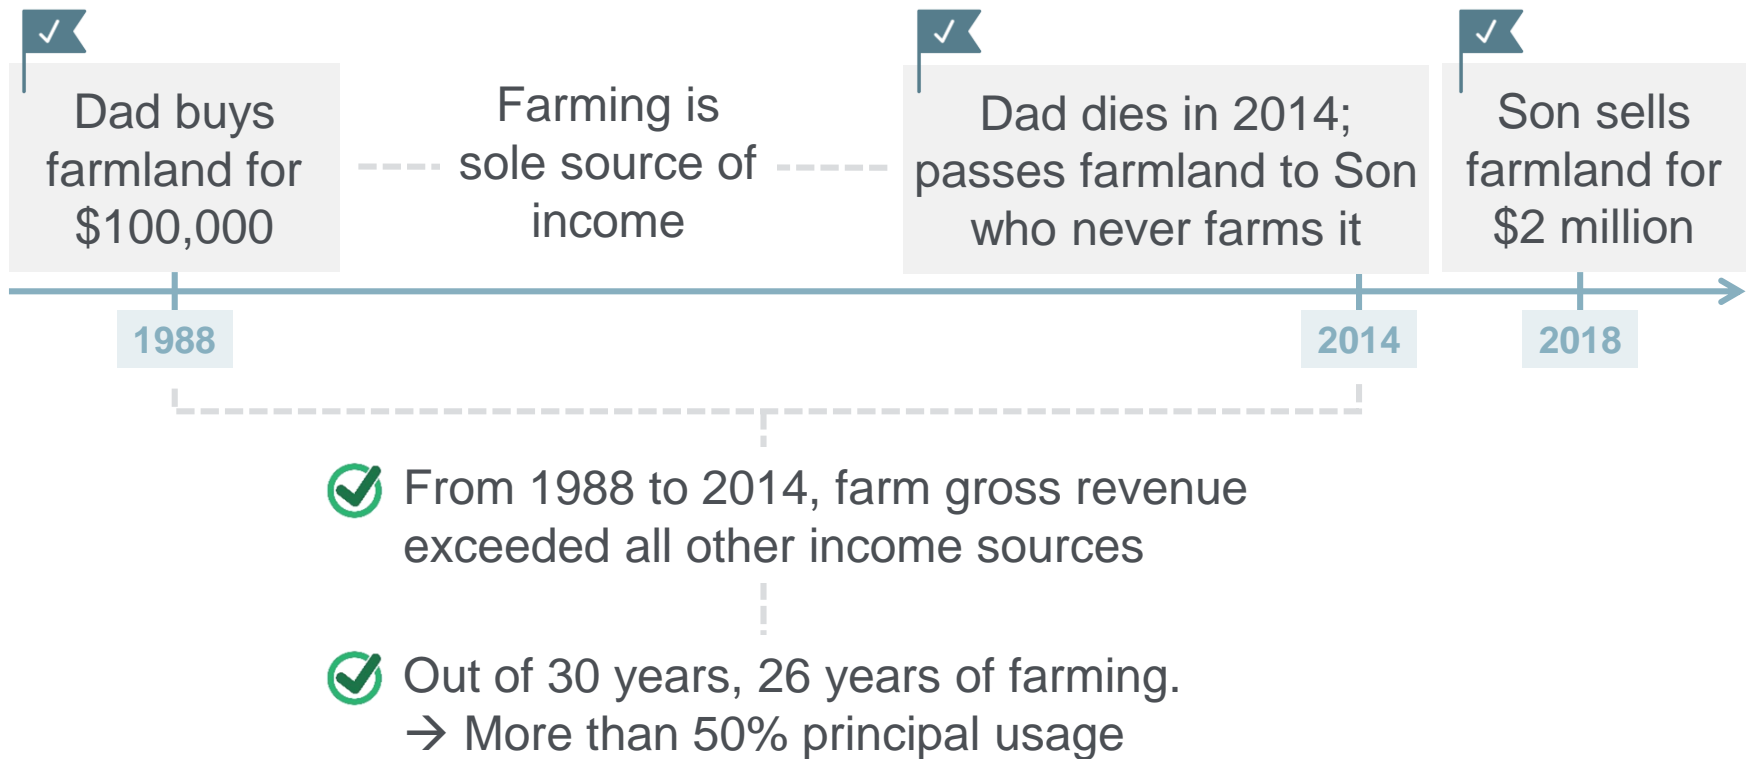 Dad buys
farmland for
$100,000
Farming is
sole source of
income
Dad dies in 2014;
passes farmland to Son
who never farms it
Son sells
farmland for
$2 million
1988
2014
2018
From 1988 to 2014, farm gross revenue
exceeded all other income sources
Out of 30 years, 26 years of farming.
→ More than 50% principal usage